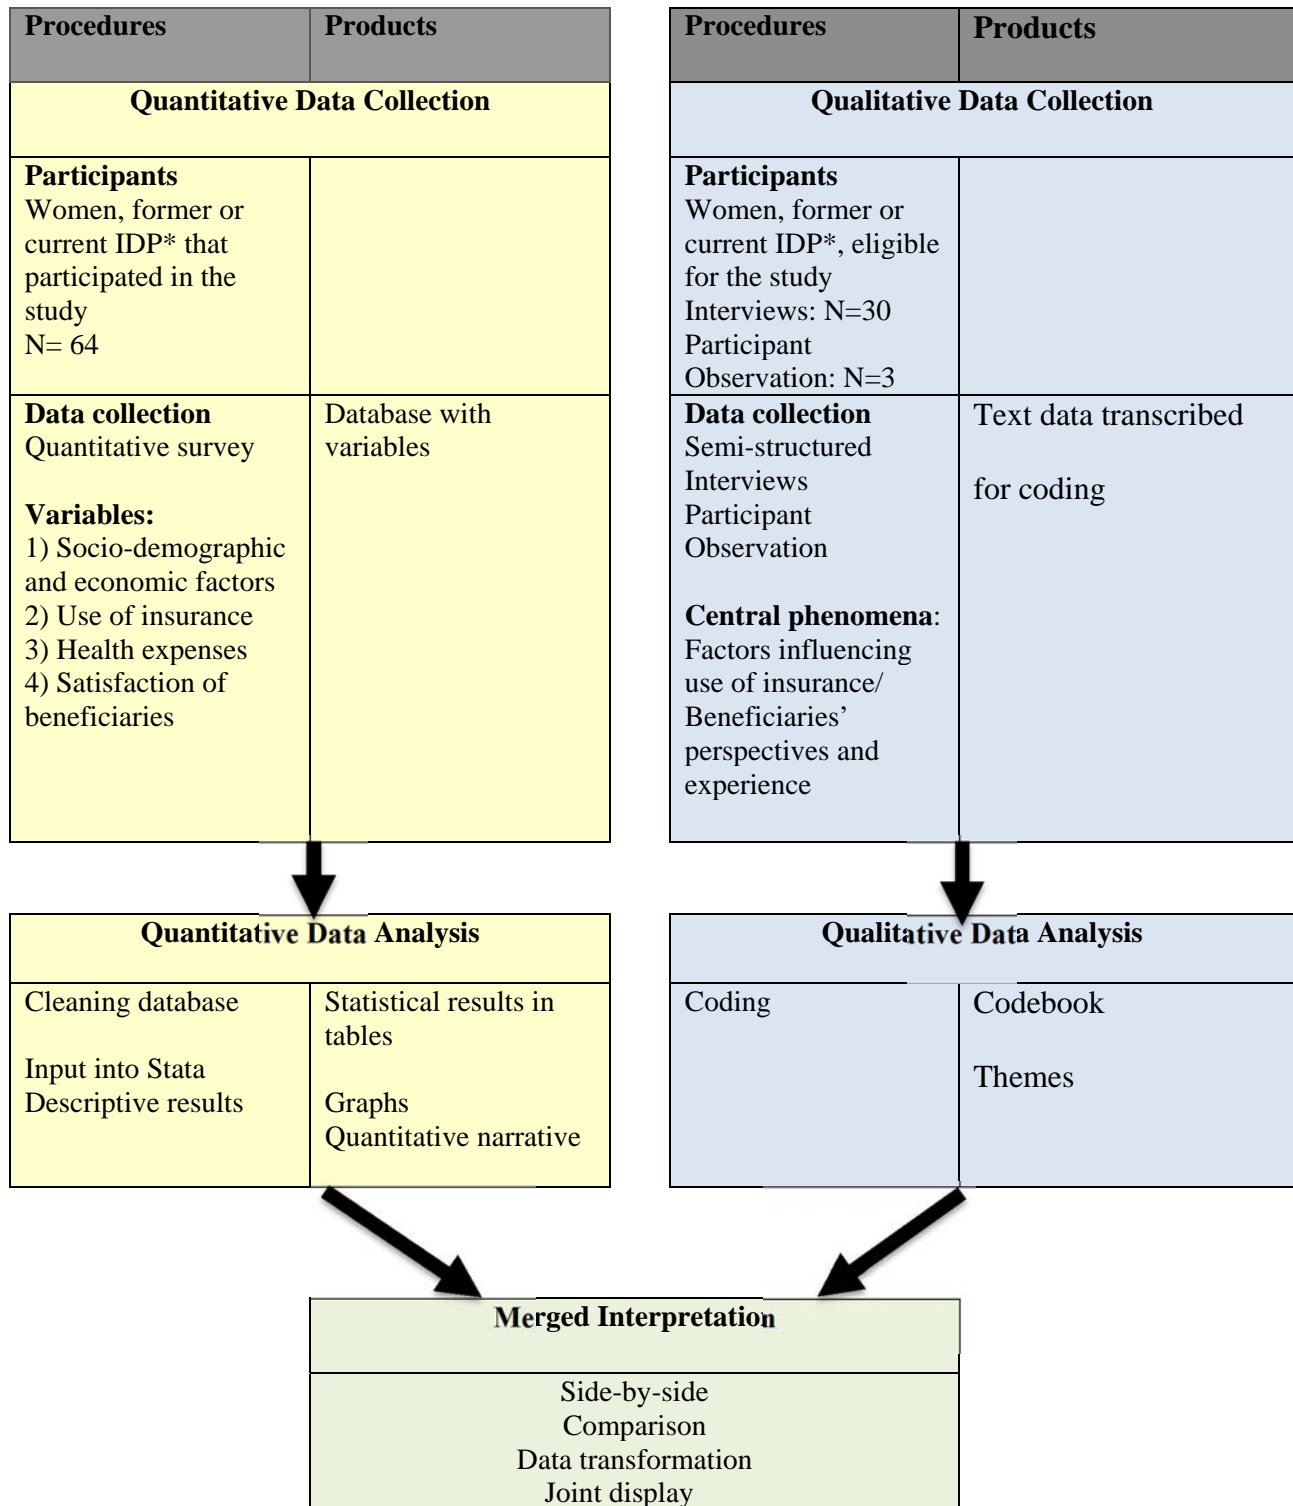 Procedures
Products
Quantitative Data Collection
Participants
Women, former or
current IDP* that
participated in the
study
N= 64
Data collection
Quantitative survey
Variables:
1) Socio-demographic
and economic factors
2) Use of insurance
3) Health expenses
4) Satisfaction of
beneficiaries
Database with
variables
Quantitative Data Analysis
Cleaning database
Input into Stata
Descriptive results
Statistical results in
tables
Graphs
Quantitative narrative
Procedures
Products
Qualitative Data Collection
Participants
Women, former or
current IDP*, eligible
for the study
Interviews: N=30
Participant
Observation: N=3
Data collection
Semi-structured
Interviews
Participant
Observation
Central phenomena:
Factors influencing
use of insurance/
Beneficiaries’
perspectives and
experience
Text data transcribed
for coding
Qualitative Data Analysis
Coding
Codebook
Themes
Merged Interpretation
Side-by-side
Comparison
Data transformation
Joint display